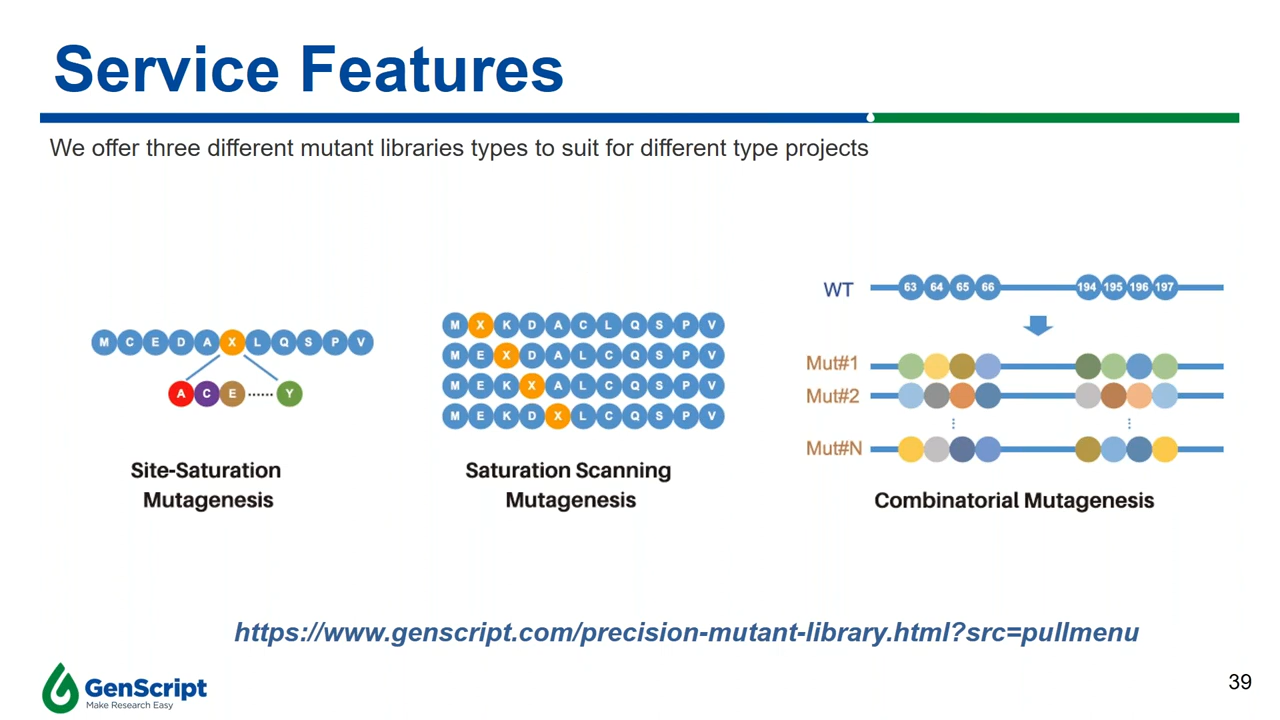 Service Features
We offer three different mutant libraries types to suit for different type projects
M C E D A X L Q S P V
A C E ...... Y
Site-Saturation
Mutagenesis
M X K D A C L Q S P V
M E X D A L C Q S P V
M E K X A L C Q S P V
M E K D X L C Q S P V
Saturation Scanning
Mutagenesis
WT 63 64 65 66 194 195 196 197
Mut#1
Mut#2
Mut#N
Combinatorial Mutagenesis
https://www.genscript.com/precision-mutant-library.html?src=pullmenu
GenScript
Make Research Easy
39